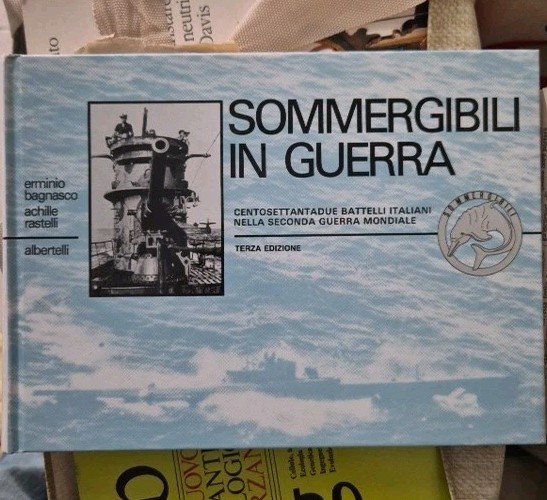 neutri
Davis
SOMMERGIBILI
IN GUERRA
erminio
bagnasco
achille
rastelli
albertelli
CENTOSETTANTADUE BATTELLI ITALIANI
NELLA SECONDA GUERRA MONDIALE
TERZA EDIZIONE
SOMMERGIBILI